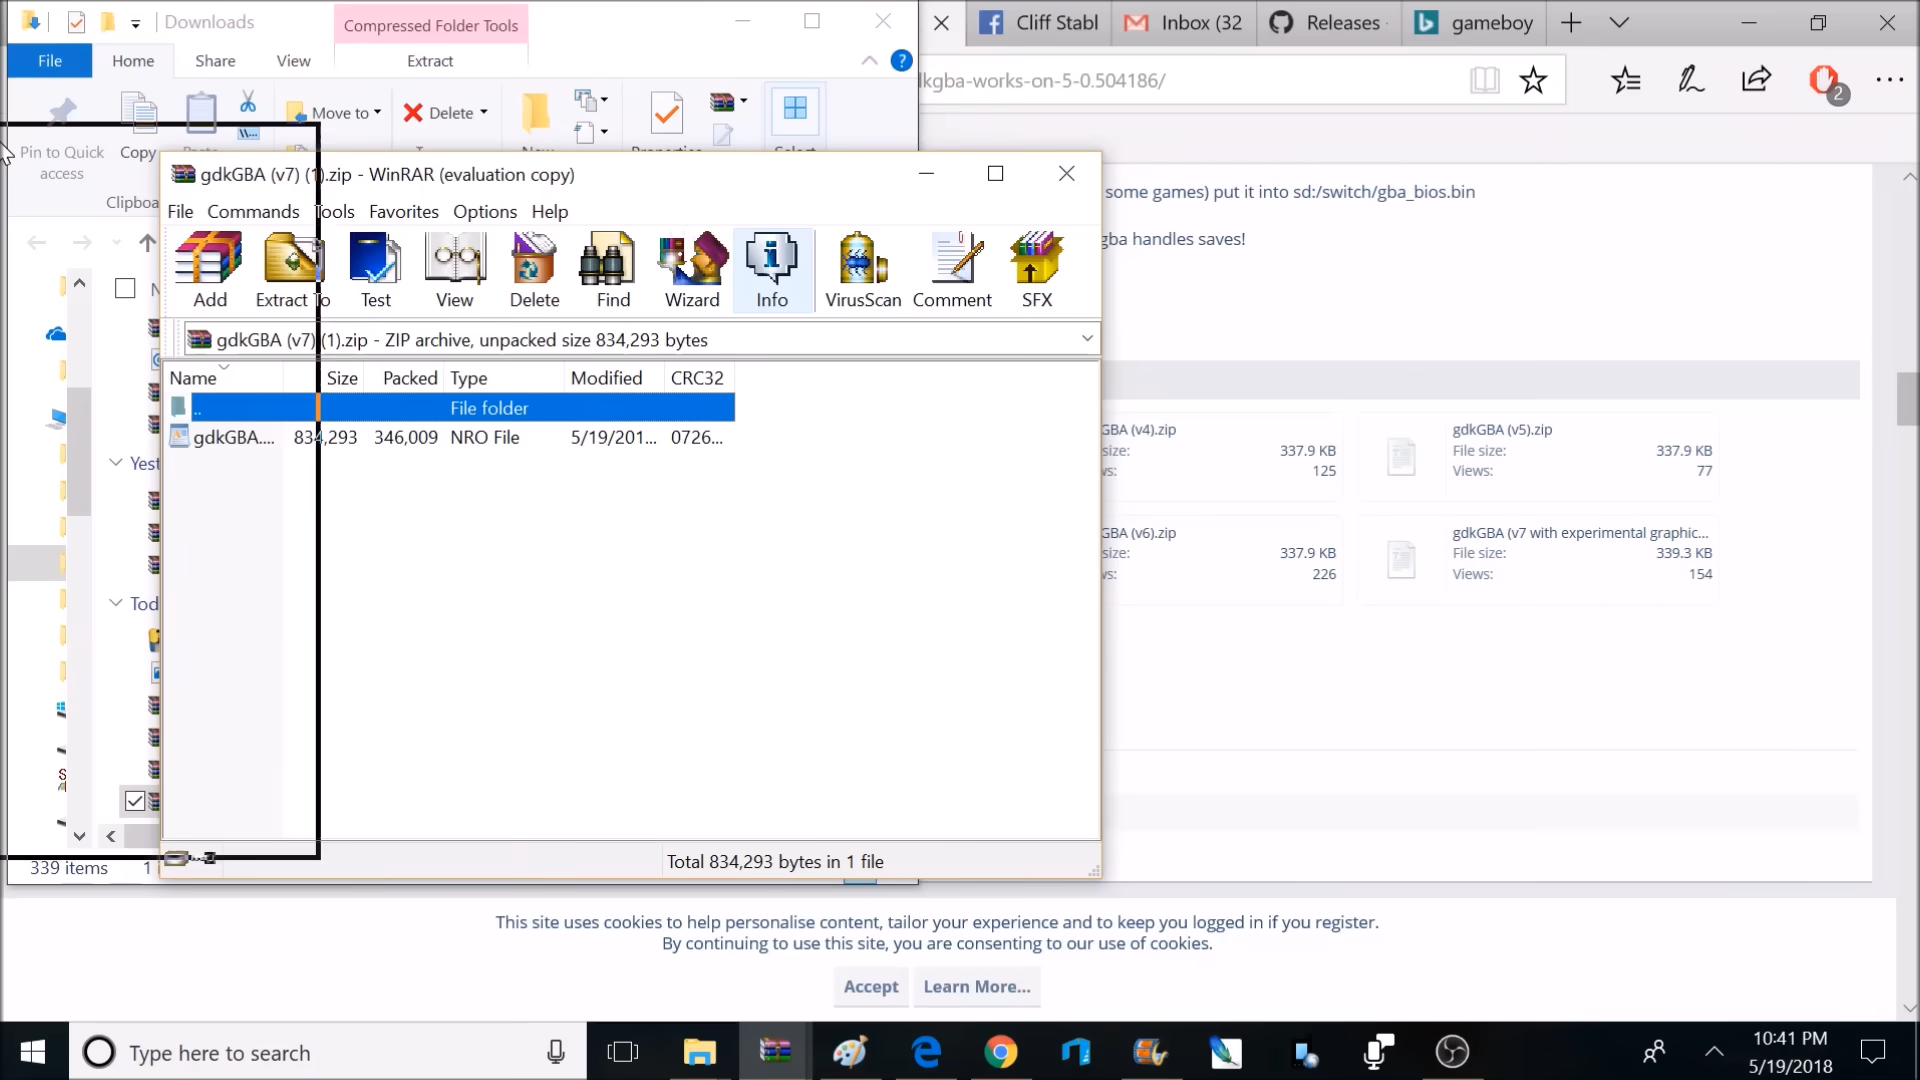 Downloads
Compressed Folder Tools
File
Home
Share
View
Extract
Move to
Delete
Pin to Quick
access
Copy
Cliff Stabl
Inbox (32
Releases
gameboy
dkgba-works-on-5-0.504186/
2
some games) put it into sd:/switch/gba_bios.bin
gba handles saves!
gdkGBA (v7) (1).zip - WinRAR (evaluation copy)
File
Commands
Tools
Favorites
Options
Help
Add
Extract To
Test
View
Delete
Find
Wizard
Info
VirusScan
Comment
SFX
gdkGBA (v7) (1).zip - ZIP archive, unpacked size 834,293 bytes
Name
Size
Packed
Type
Modified
CRC32
..
File folder
gdkGBA....
834,293
346,009
NRO File
5/19/201...
0726...
Total 834,293 bytes in 1 file
339 items
GBA (v4).zip
size:
337.9 KB
125
gdkGBA (v5).zip
File size:
337.9 KB
Views:
77
GBA (v6).zip
size:
337.9 KB
226
gdkGBA (v7 with experimental graphic...
File size:
339.3 KB
Views:
154
This site uses cookies to help personalise content, tailor your experience and to keep you logged in if you register.
By continuing to use this site, you are consenting to our use of cookies.
Accept
Learn More...
Type here to search
10:41 PM
5/19/2018